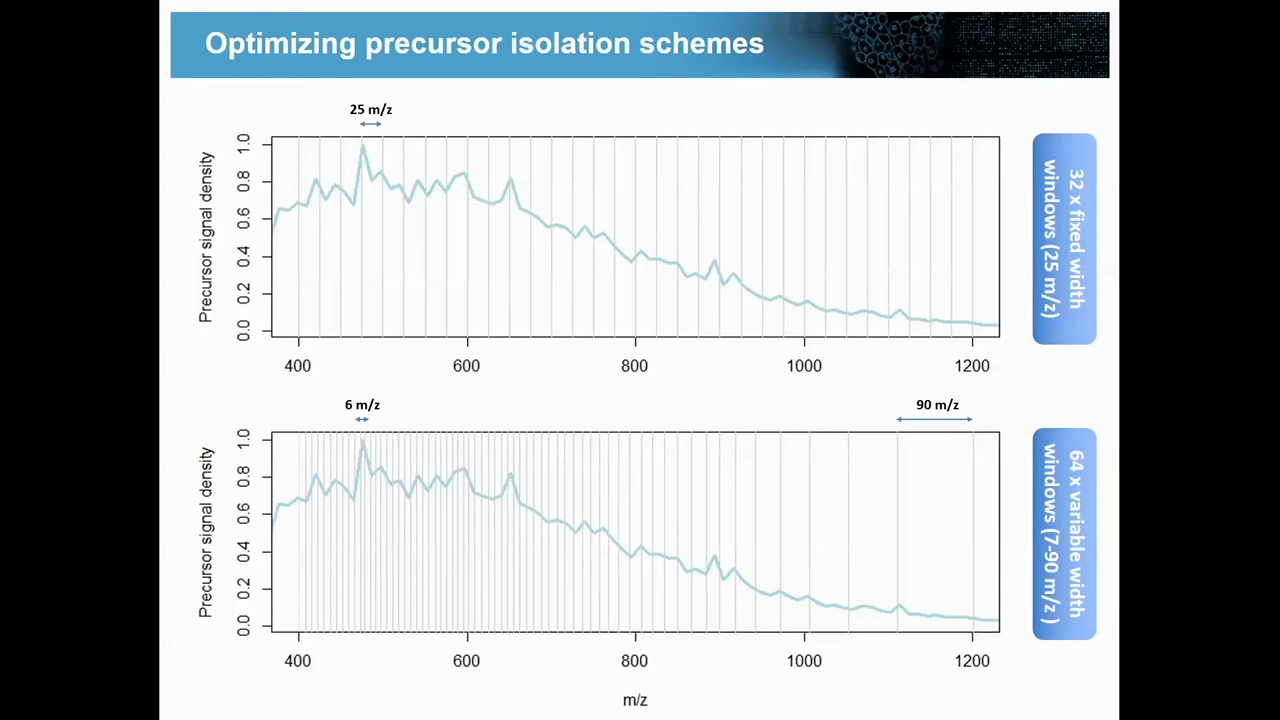 Optimizing precursor isolation schemes
25 m/z
Precursor signal density
1.0
0.8
0.6
0.4
0.2
0.0
400 600 800 1000 1200
32 x fixed width
windows (25 m/z)
6 m/z
90 m/z
Precursor signal density
1.0
0.8
0.6
0.4
0.2
0.0
400 600 800 1000 1200
m/z
64 x variable width
windows (7-90 m/z )